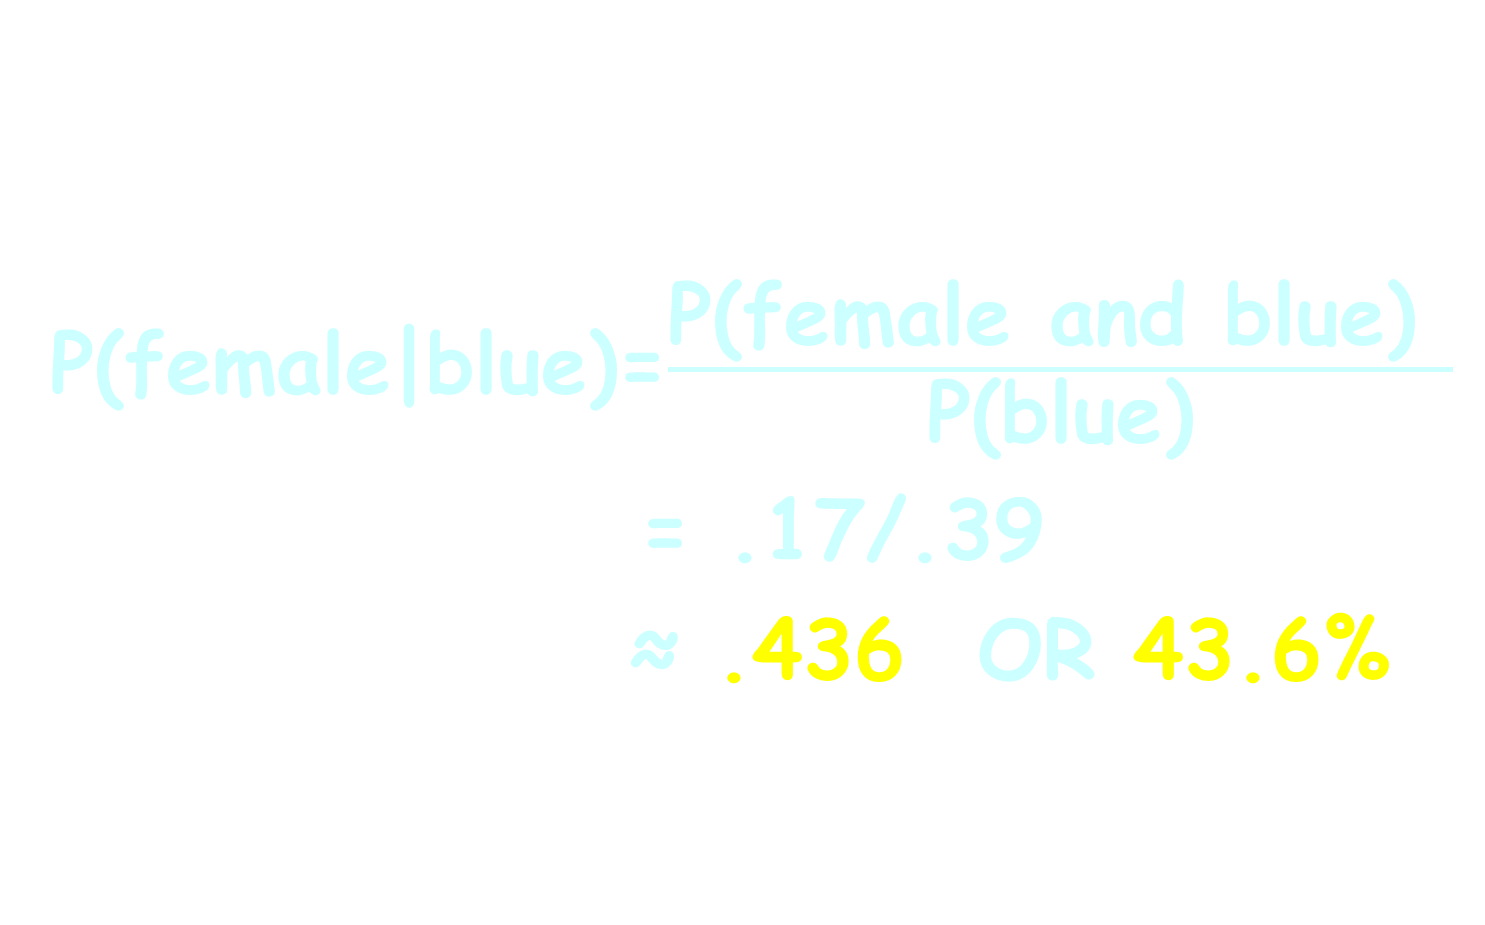 P(female|blue)=P(female and blue)
P(blue)
= .17/.39
≈ .436 OR 43.6%